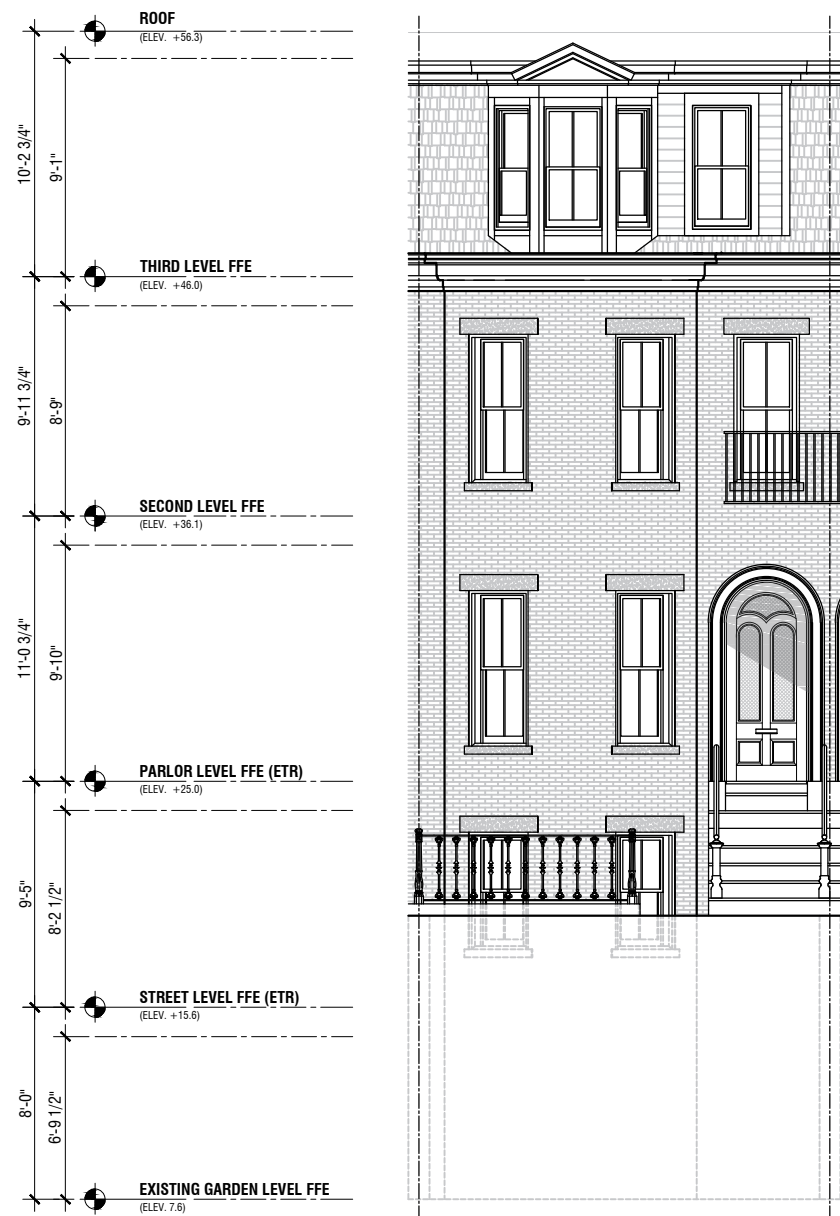 ROOF
(ELEV. +56.3)
10'-2 3/4"
9'-1"
THIRD LEVEL FFE
(ELEV. +46.0)
9'-11 3/4"
8'-9"
SECOND LEVEL FFE
(ELEV. +36.1)
11'-0 3/4"
9'-10"
PARLOR LEVEL FFE (ETR)
(ELEV. +25.0)
9'-5"
8'-2 1/2"
STREET LEVEL FFE (ETR)
(ELEV. +15.6)
8'-0"
6'-9 1/2"
EXISTING GARDEN LEVEL FFE
(ELEV. 7.6)